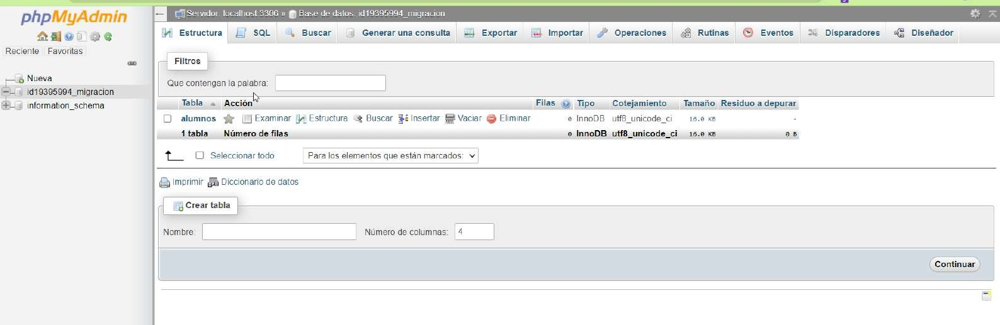 phpMyAdmin
Reciente Favoritas
Nueva
id19395994_migracion
information_schema
Servidor: localhost:3306 » Base de datos: id19395994_migracion
Estructura SQL Buscar Generar una consulta Exportar Importar Operaciones Rutinas Eventos Disparadores Diseñador
Filtros
Que contengan la palabra:
Tabla Acción Filas Tipo Cotejamiento Tamaño Residuo a depurar
alumnos Examinar Estructura Buscar Insertar Vaciar Eliminar 0 InnoDB utf8_unicode_ci 16.0 KB -
1 tabla Número de filas 0 InnoDB utf8_unicode_ci 16.0 KB 0 B
Seleccionar todo Para los elementos que están marcados:
Imprimir Diccionario de datos
Crear tabla
Nombre: Número de columnas: 4
Continuar